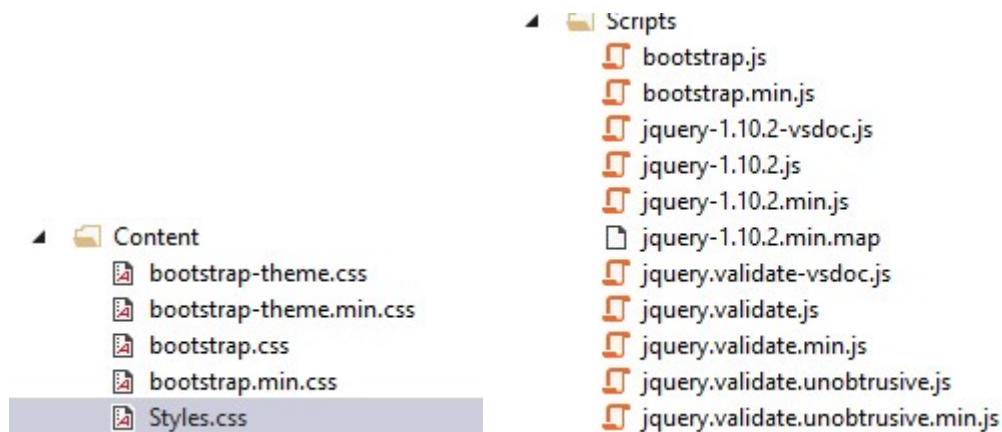 Content
bootstrap-theme.css
bootstrap-theme.min.css
bootstrap.css
bootstrap.min.css
Styles.css
Scripts
bootstrap.js
bootstrap.min.js
jquery-1.10.2-vsdoc.js
jquery-1.10.2.js
jquery-1.10.2.min.js
jquery-1.10.2.min.map
jquery.validate-vsdoc.js
jquery.validate.js
jquery.validate.min.js
jquery.validate.unobtrusive.js
jquery.validate.unobtrusive.min.js